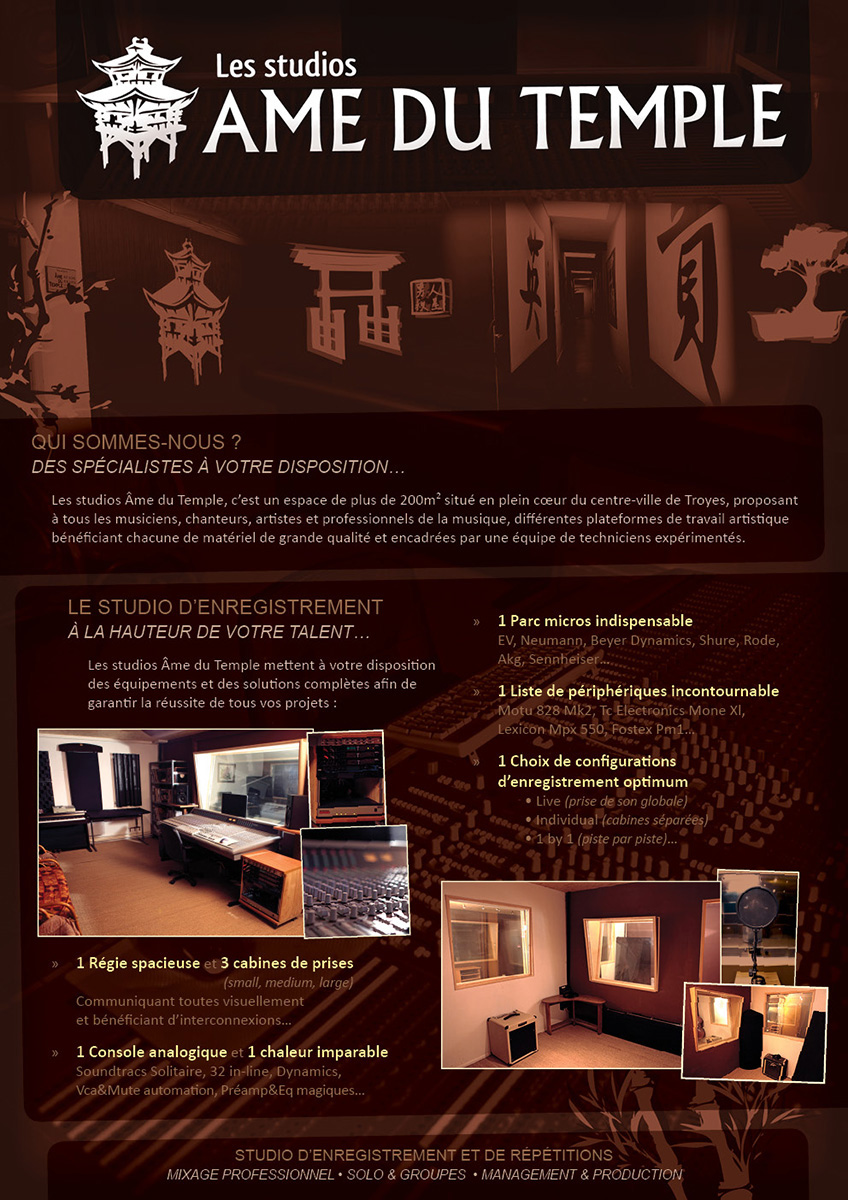 Les studios
AME DU TEMPLE
英
QUI SOMMES-NOUS ?
DES SPÉCIALISTES À VOTRE DISPOSITION…
Les studios Âme du Temple, c'est un espace de plus de 200m² situé en plein cœur du centre-ville de Troyes, proposant
à tous les musiciens, chanteurs, artistes et professionnels de la musique, différentes plateformes de travail artistique
bénéficiant chacune de matériel de grande qualité et encadrées par une équipe de techniciens expérimentés.
LE STUDIO D'ENREGISTREMENT
À LA HAUTEUR DE VOTRE TALENT…
Les studios Âme du Temple mettent à votre disposition
des équipements et des solutions complètes afin de
garantir la réussite de tous vos projets :
» 1 Régie spacieuse et 3 cabines de prises
(small, medium, large)
Communiquant toutes visuellement
et bénéficiant d'interconnexions…
» 1 Console analogique et 1 chaleur imparable
Soundtracs Solitaire, 32 in-line, Dynamics,
Vca&Mute automation, Préamp&Eq magiques…
» 1 Parc micros indispensable
EV, Neumann, Beyer Dynamics, Shure, Rode,
Akg, Sennheiser…
» 1 Liste de périphériques incontournable
Motu 828 Mk2, Tc Electronics Mone Xl,
Lexicon Mpx 550, Fostex Pm1…
» 1 Choix de configurations
d'enregistrement optimum
• Live (prise de son globale)
• Individual (cabines séparées)
• 1 by 1 (piste par piste)…
STUDIO D'ENREGISTREMENT ET DE RÉPÉTITIONS
MIXAGE PROFESSIONNEL • SOLO & GROUPES • MANAGEMENT & PRODUCTION